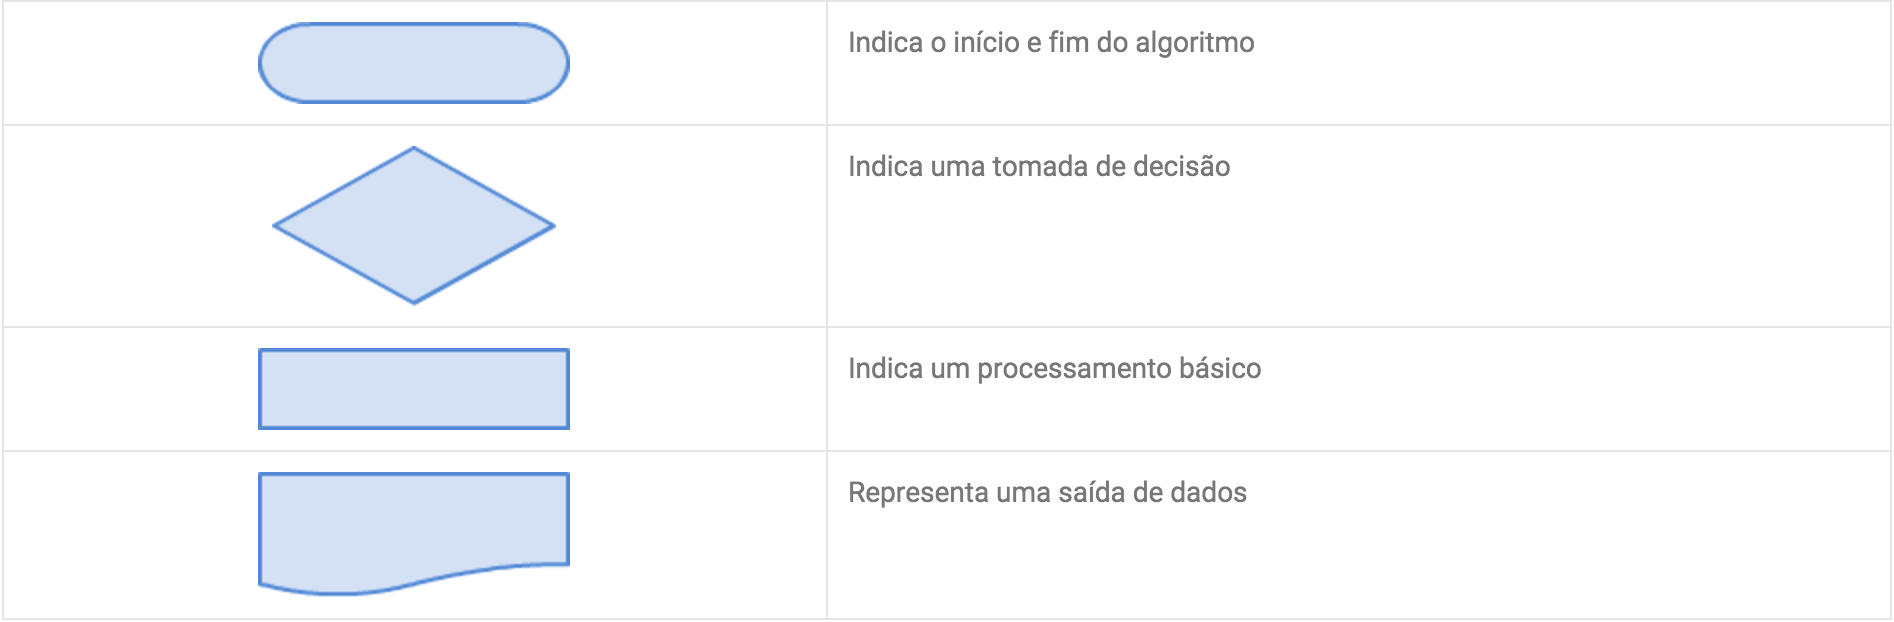 Indica o início e fim do algoritmo
Indica uma tomada de decisão
Indica um processamento básico
Representa uma saída de dados